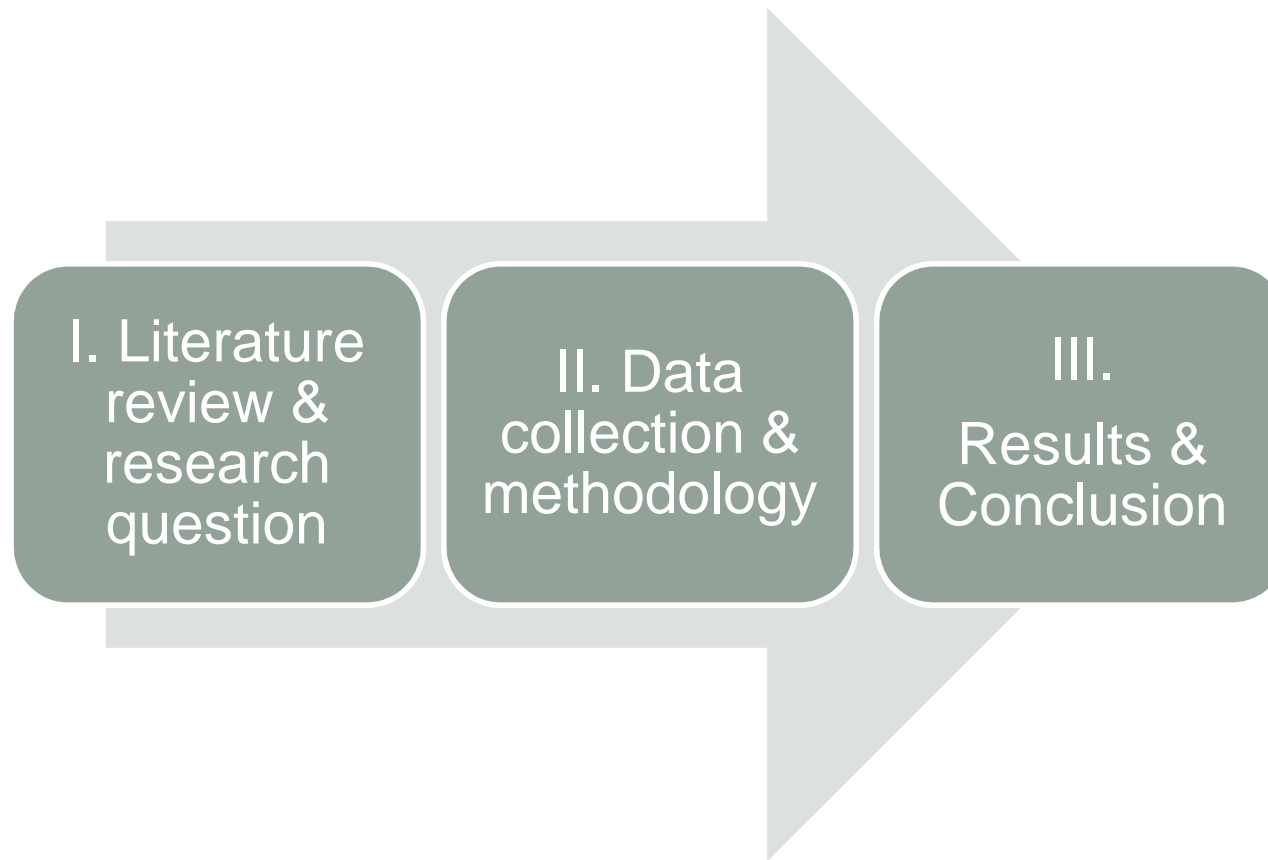 I. Literature
review &
research
question
II. Data
collection &
methodology
III.
Results &
Conclusion